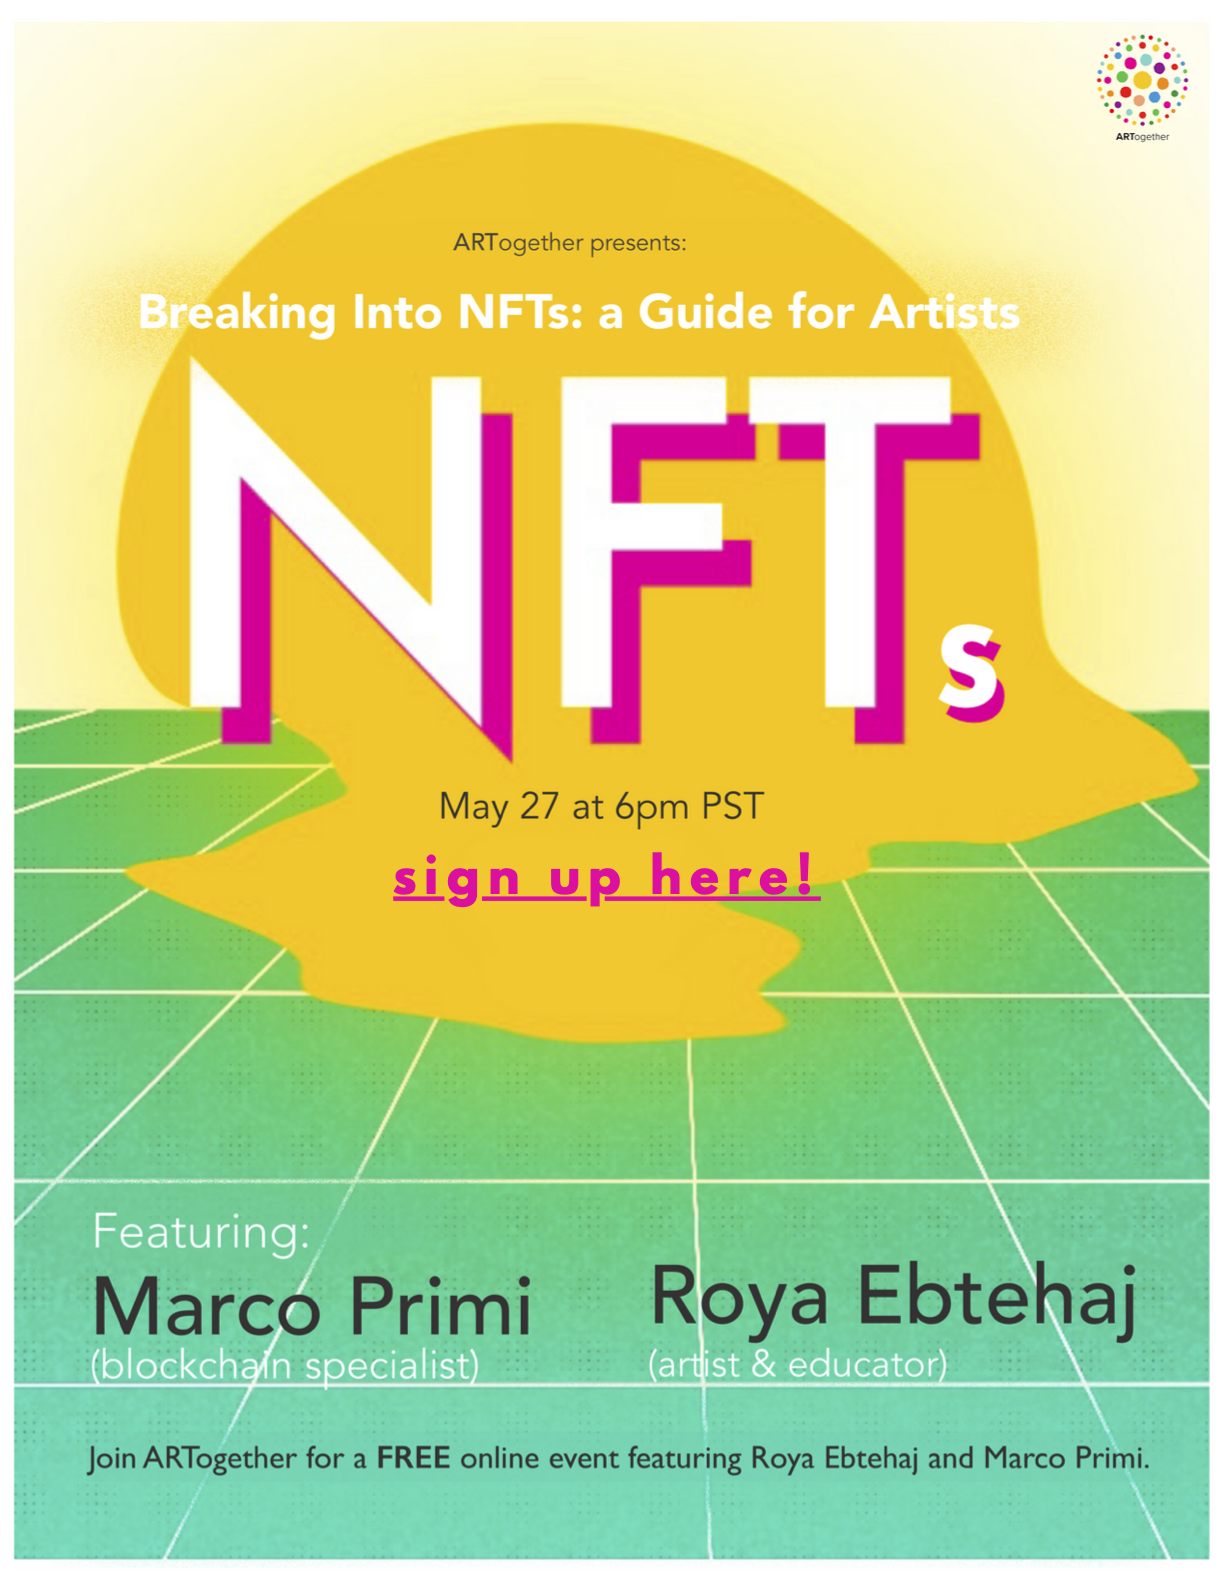 ARTogether
ARTogether presents:
Breaking Into NFTs: a Guide for Artists
NFTs
May 27 at 6pm PST
sign up here!
Featuring:
Marco Primi
(blockchain specialist)
Roya Ebtehaj
(artist & educator)
Join ARTogether for a FREE online event featuring Roya Ebtehaj and Marco Primi.